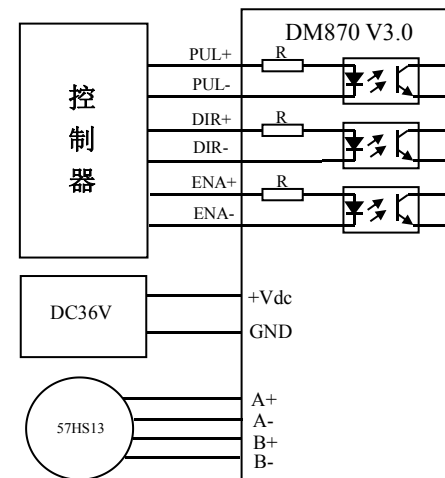 DM870 V3.0
控制器
PUL+
R
PUL-
DIR+
R
DIR-
ENA+
R
ENA-
DC36V
+Vdc
GND
57HS13
A+
A-
B+
B-